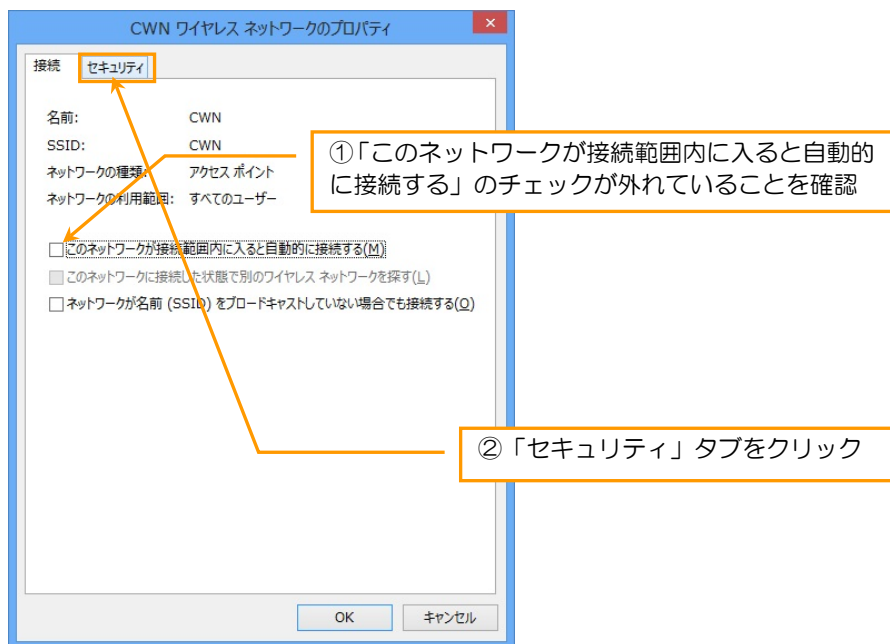 CWN ワイヤレス ネットワークのプロパティ
接続 セキュリティ
名前: CWN
SSID: CWN
ネットワークの種類: アクセス ポイント
ネットワークの利用範囲: すべてのユーザー
①「このネットワークが接続範囲内に入ると自動的
に接続する」のチェックが外れていることを確認
このネットワークが接続範囲内に入ると自動的に接続する(M)
このネットワークに接続した状態で別のワイヤレス ネットワークを探す(L)
ネットワークが名前 (SSID) をブロードキャストしていない場合でも接続する(O)
②「セキュリティ」タブをクリック
OK キャンセル